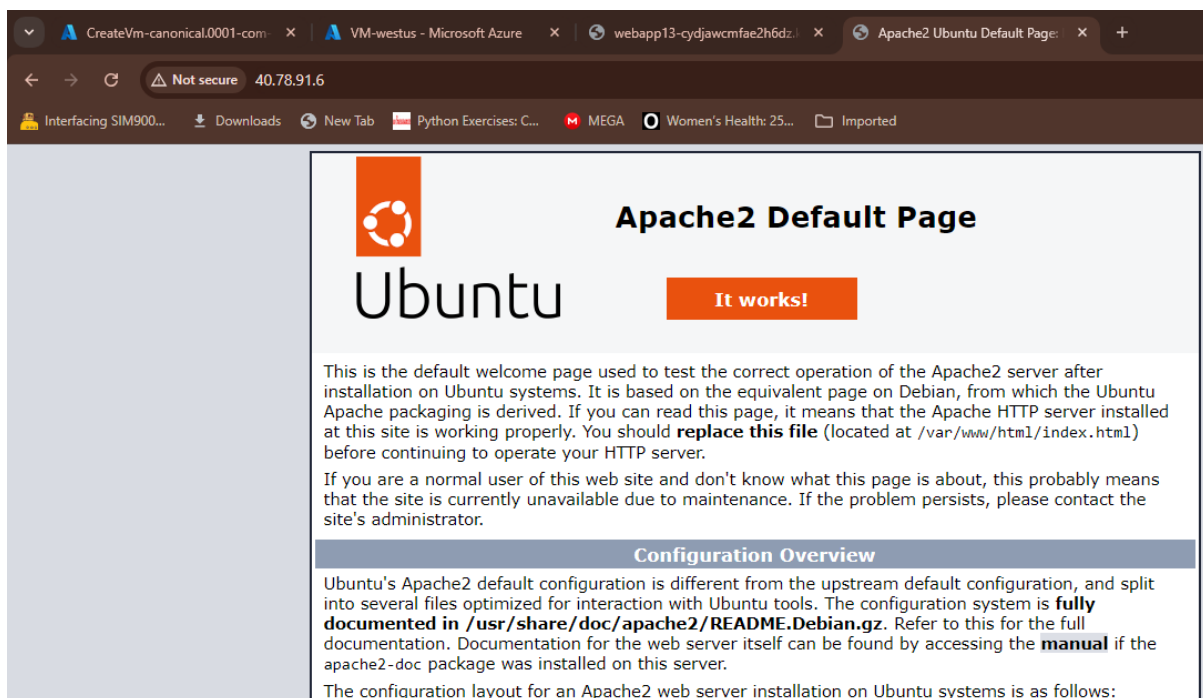 CreateVm-canonical.0001-com-
VM-westus - Microsoft Azure
webapp13-cydjawcmfae2h6dz.
Apache2 Ubuntu Default Page:
Not secure 40.78.91.6
Interfacing SIM900...
Downloads
New Tab
Python Exercises: C...
MEGA
Women's Health: 25...
Imported
Ubuntu
Apache2 Default Page
It works!
This is the default welcome page used to test the correct operation of the Apache2 server after
installation on Ubuntu systems. It is based on the equivalent page on Debian, from which the Ubuntu
Apache packaging is derived. If you can read this page, it means that the Apache HTTP server installed
at this site is working properly. You should replace this file (located at /var/www/html/index.html)
before continuing to operate your HTTP server.
If you are a normal user of this web site and don't know what this page is about, this probably means
that the site is currently unavailable due to maintenance. If the problem persists, please contact the
site's administrator.
Configuration Overview
Ubuntu's Apache2 default configuration is different from the upstream default configuration, and split
into several files optimized for interaction with Ubuntu tools. The configuration system is fully
documented in /usr/share/doc/apache2/README.Debian.gz. Refer to this for the full
documentation. Documentation for the web server itself can be found by accessing the manual if the
apache2-doc package was installed on this server.
The configuration layout for an Apache2 web server installation on Ubuntu systems is as follows: